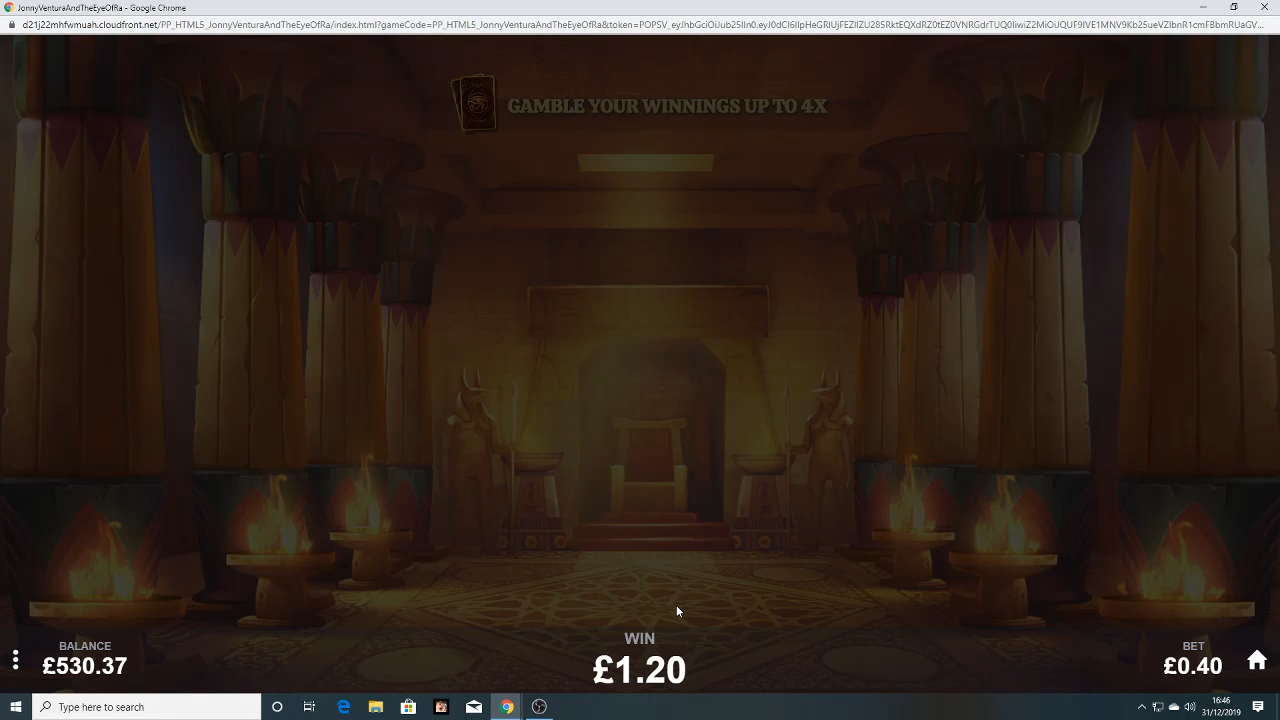 JonnyVenturaAndTheEyeOfRa - Google Chrome
GAMBLE YOUR WINNINGS UP TO 4X
WIN
BALANCE
BET
£530.37
£1.20
£0.40
Type here to search
16:46
31/12/2019